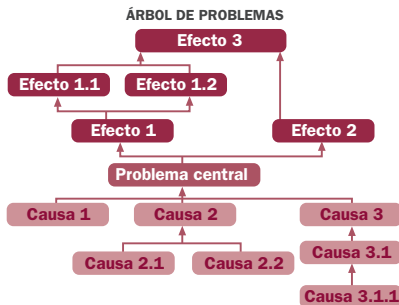 ÁRBOL DE PROBLEMAS
Efecto 3
Efecto 1.1
Efecto 1.2
Efecto 1
Efecto 2
Problema central
Causa 1
Causa 2
Causa 3
Causa 2.1
Causa 2.2
Causa 3.1
Causa 3.1.1